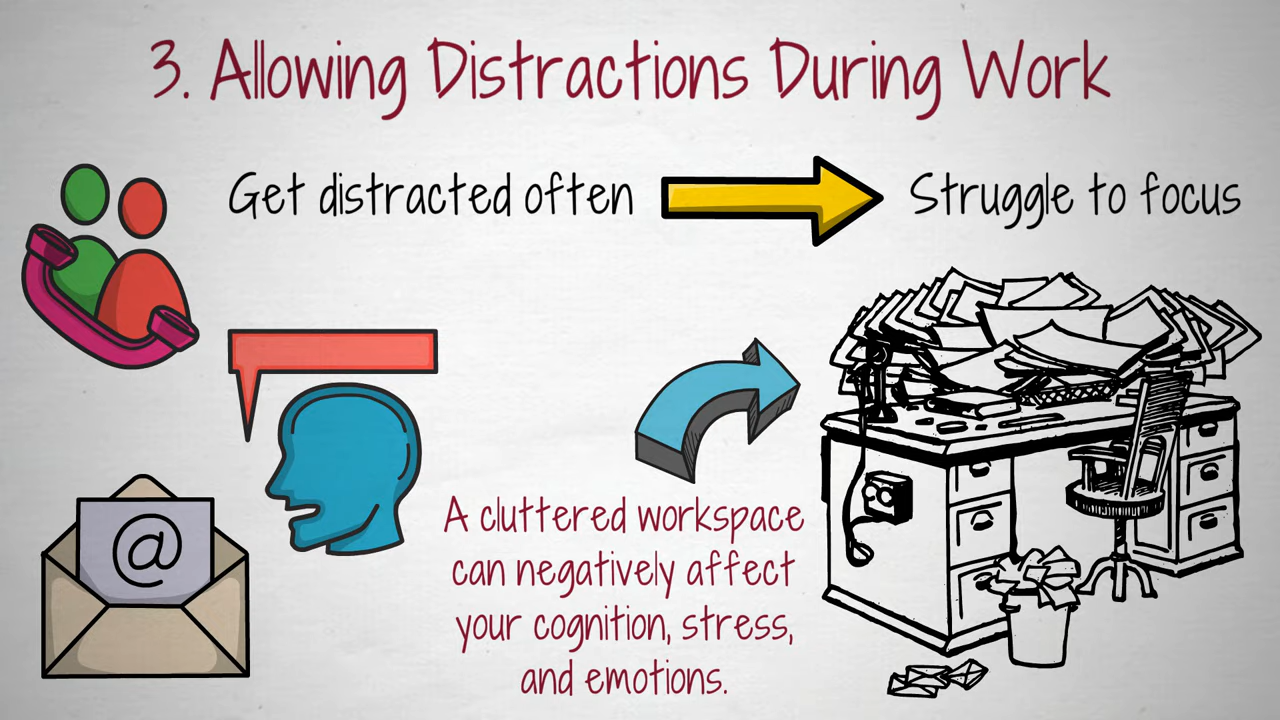 3. Allowing Distractions During Work
Get distracted often
Struggle to focus
@
A cluttered workspace
can negatively affect
your cognition, stress,
and emotions.